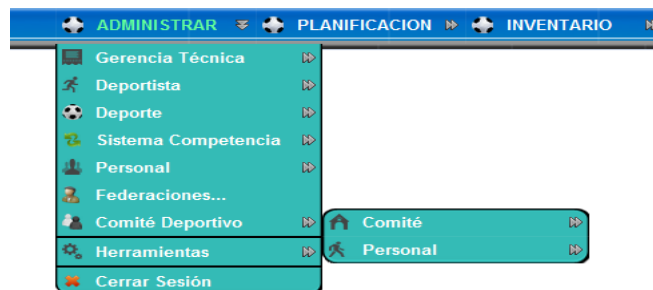 ADMINISTRAR PLANIFICACION INVENTARIO
Gerencia Técnica
Deportista
Deporte
Sistema Competencia
Personal
Federaciones...
Comité Deportivo
Comité
Herramientas
Personal
Cerrar Sesión